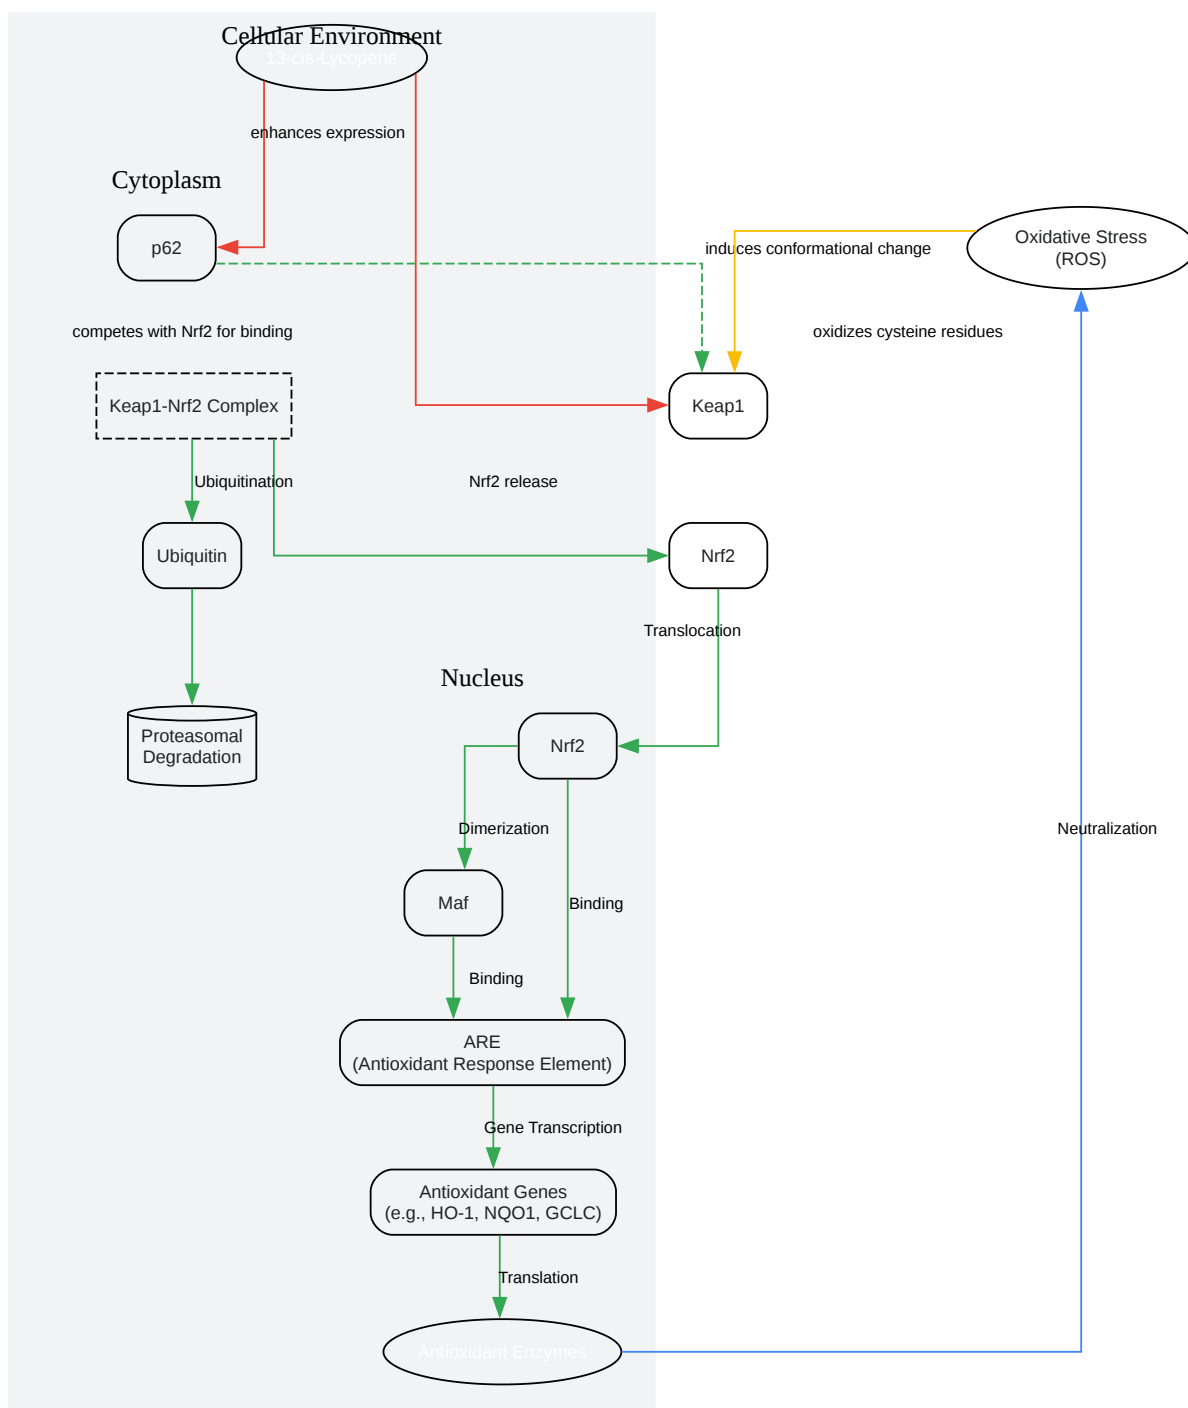 Cellular Environment
13-cis-Lycopene
enhances expression
Cytoplasm
p62
induces conformational change
Oxidative Stress
(ROS)
competes with Nrf2 for binding
oxidizes cysteine residues
Keap1-Nrf2 Complex
Keap1
Ubiquitination
Nrf2 release
Ubiquitin
Nrf2
Translocation
Nucleus
Proteasomal
Degradation
Nrf2
Dimerization
Neutralization
Maf
Binding
Binding
ARE
(Antioxidant Response Element)
Gene Transcription
Antioxidant Genes
(e.g., HO-1, NQO1, GCLC)
Translation
Antioxidant Enzymes